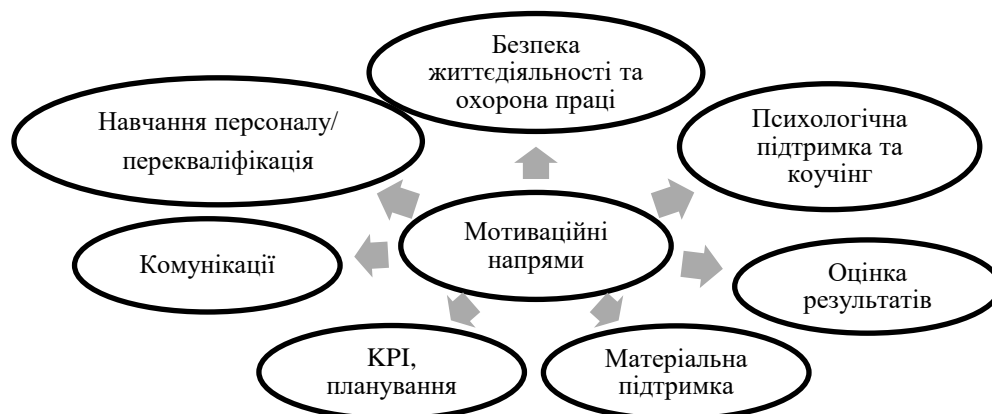 Безпека
життєдіяльності та
охорона праці
Навчання персоналу/
перекваліфікація
Психологічна
підтримка та
коучінг
Мотиваційні
напрями
Комунікації
Оцінка
результатів
KPI,
планування
Матеріальна
підтримка